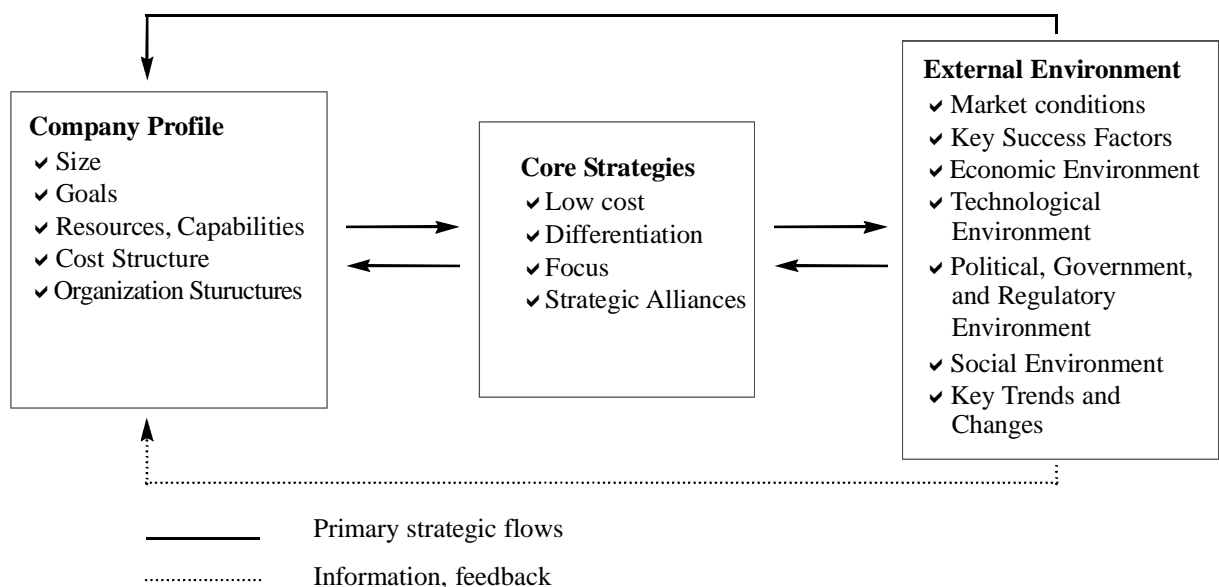 Company Profile
Size
Goals
Resources, Capabilities
Cost Structure
Organization Stuructures
Core Strategies
Low cost
Differentiation
Focus
Strategic Alliances
External Environment
Market conditions
Key Success Factors
Economic Environment
Technological
Environment
Political, Government,
and Regulatory
Environment
Social Environment
Key Trends and
Changes
Primary strategic flows
Information, feedback